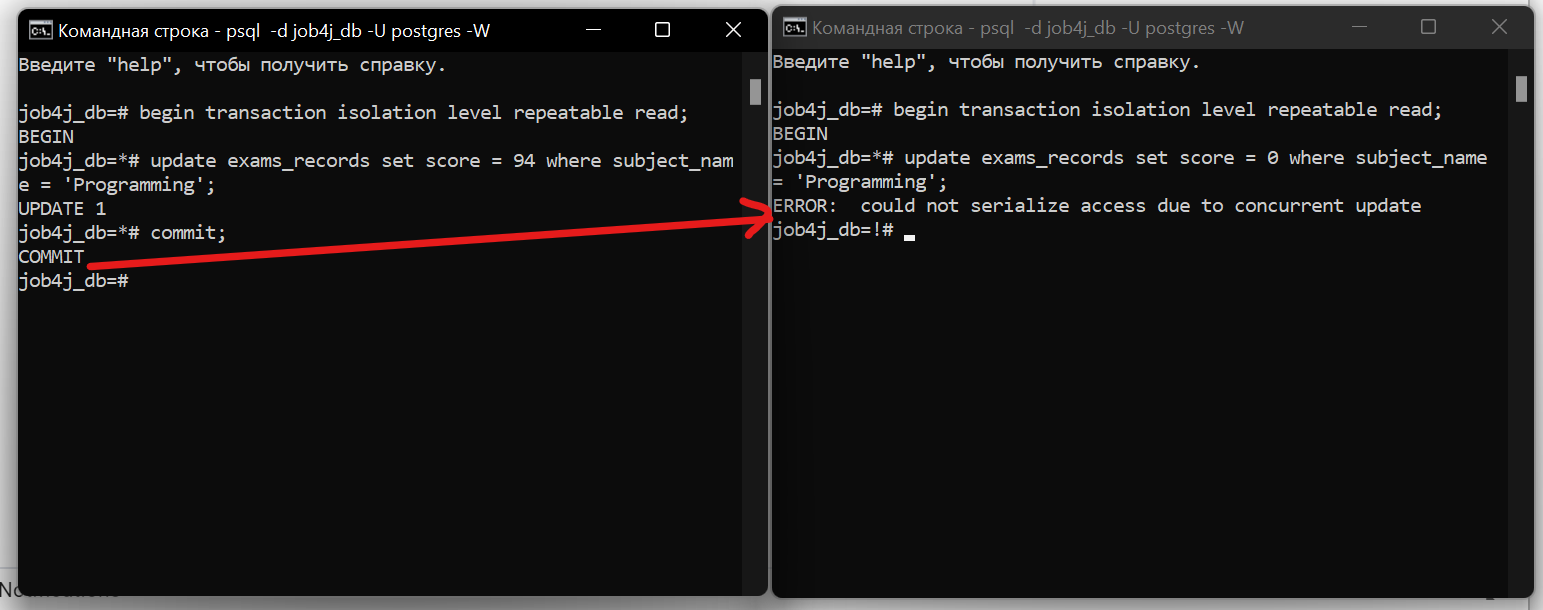 Командная строка - psql  -d job4j_db -U postgres -W
Введите "help", чтобы получить справку.
job4j_db=# begin transaction isolation level repeatable read;
BEGIN
job4j_db=*# update exams_records set score = 94 where subject_nam
e = 'Programming';
UPDATE 1
job4j_db=*# commit;
COMMIT
job4j_db=#
Командная строка - psql  -d job4j_db -U postgres -W
Введите "help", чтобы получить справку.
job4j_db=# begin transaction isolation level repeatable read;
BEGIN
job4j_db=*# update exams_records set score = 0 where subject_name
= 'Programming';
ERROR:  could not serialize access due to concurrent update
job4j_db=!#